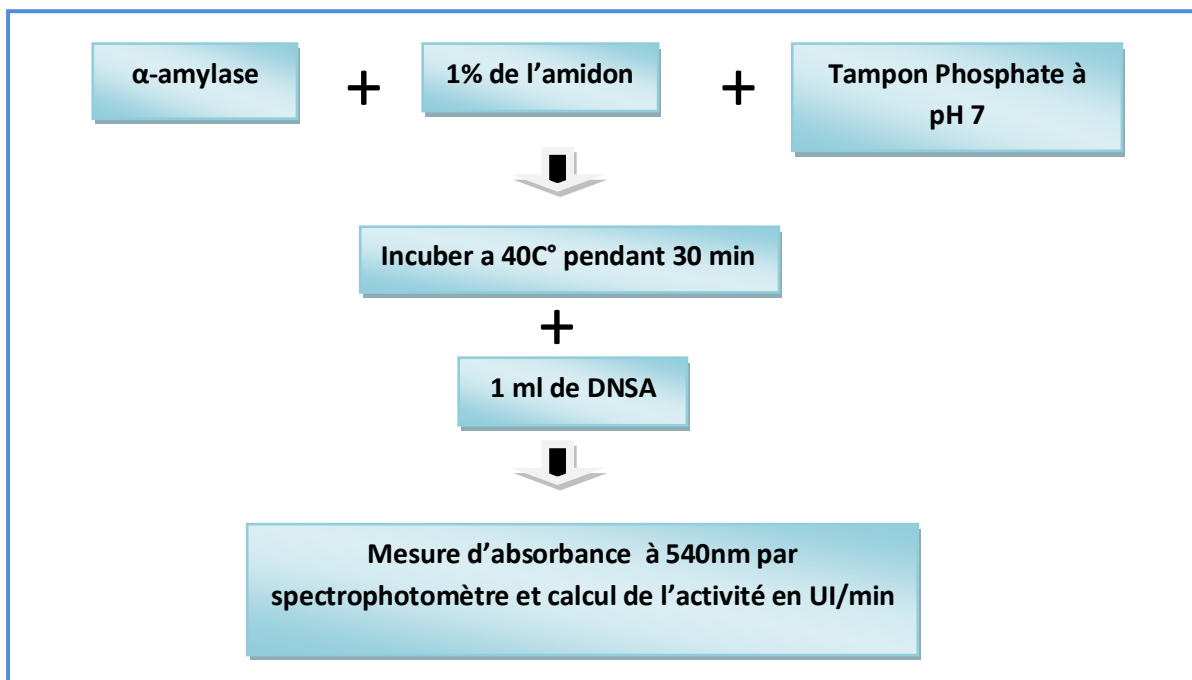 α-amylase + 1% de l’amidon + Tampon Phosphate à
pH 7
Incuber a 40C° pendant 30 min
+
1 ml de DNSA
Mesure d’absorbance à 540nm par
spectrophotomètre et calcul de l’activité en UI/min